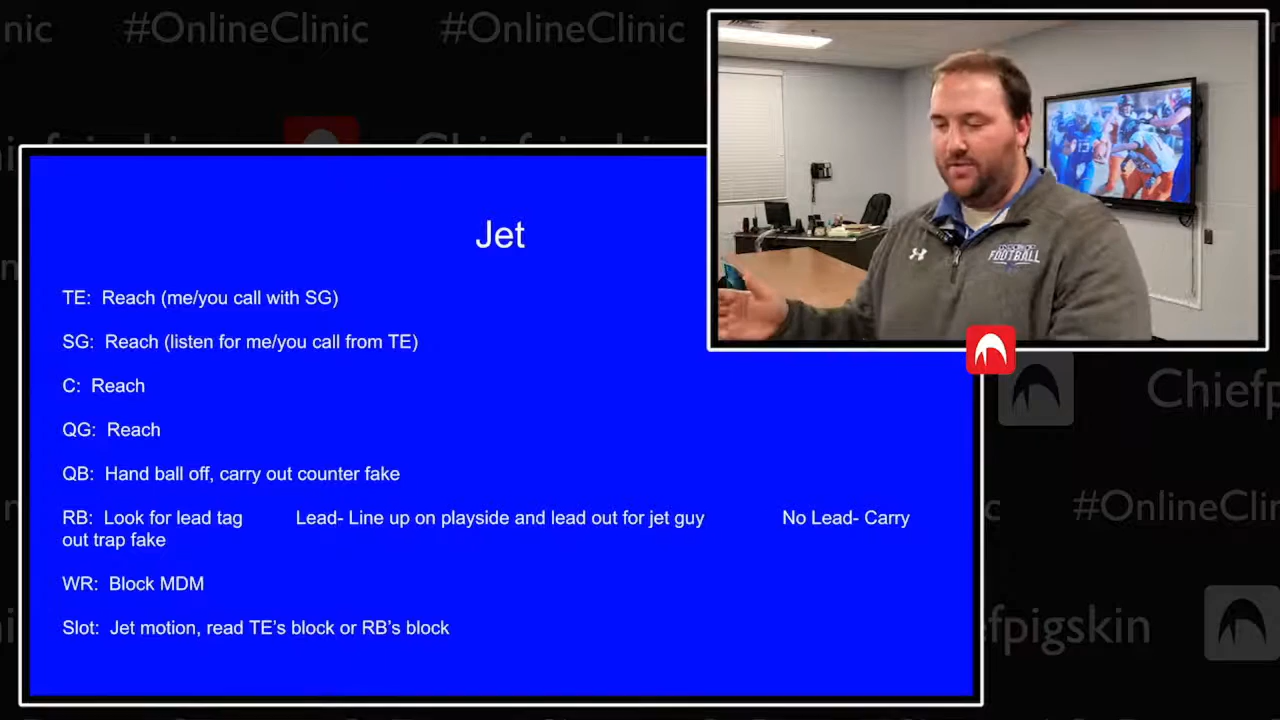 nic #OnlineClinic #OnlineClinic
Jet
TE: Reach (me/you call with SG)
SG: Reach (listen for me/you call from TE)
C: Reach
QG: Reach
QB: Hand ball off, carry out counter fake
RB: Look for lead tag Lead- Line up on playside and lead out for jet guy No Lead- Carry
out trap fake
WR: Block MDM
Slot: Jet motion, read TE's block or RB's block
FOOTBALL
Chiefp
#OnlineClin
efpigskin